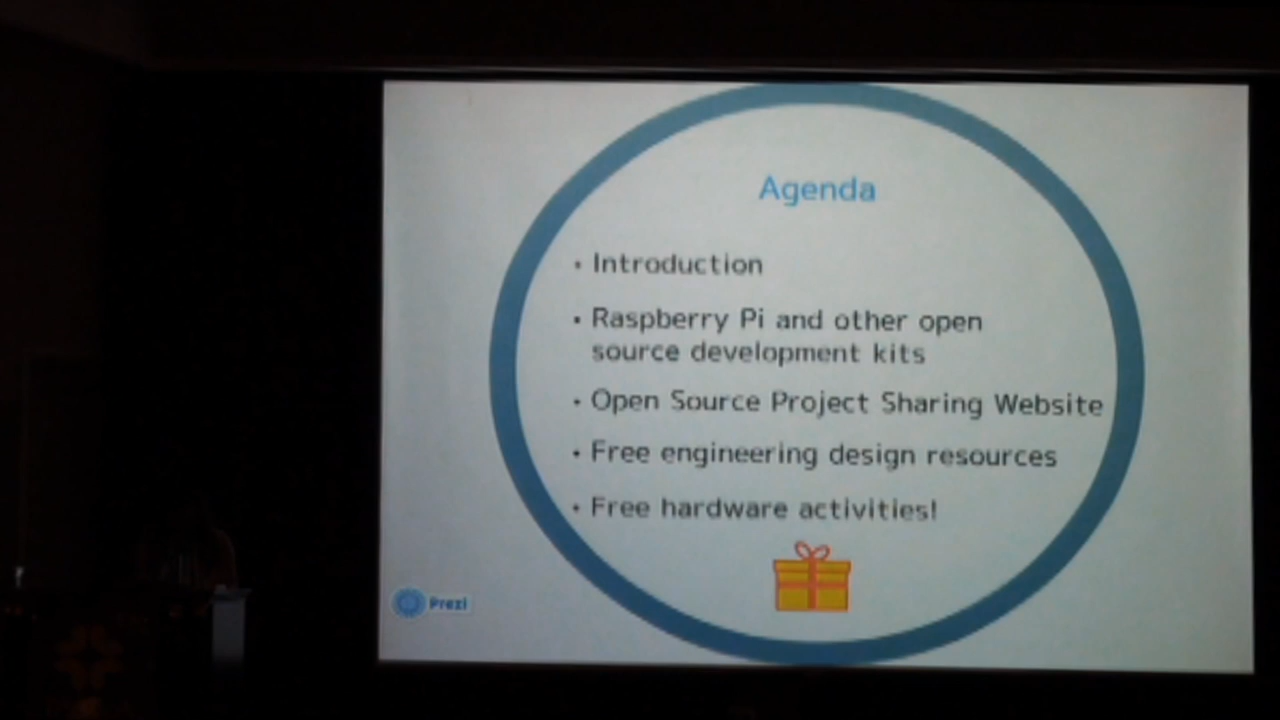 Agenda
• Introduction
• Raspberry Pi and other open
source development kits
• Open Source Project Sharing Website
• Free engineering design resources
• Free hardware activities!
Prezi